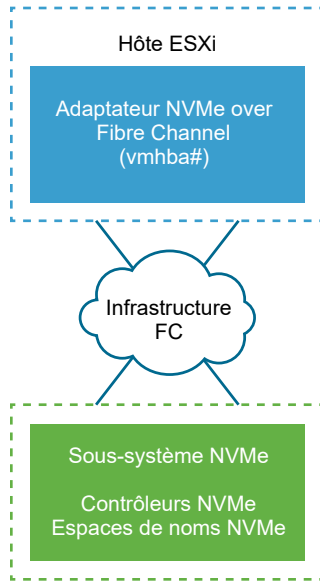 Hôte ESXi
Adaptateur NVMe over
Fibre Channel
(vmhba#)
Infrastructure
FC
Sous-système NVMe
Contrôleurs NVMe
Espaces de noms NVMe